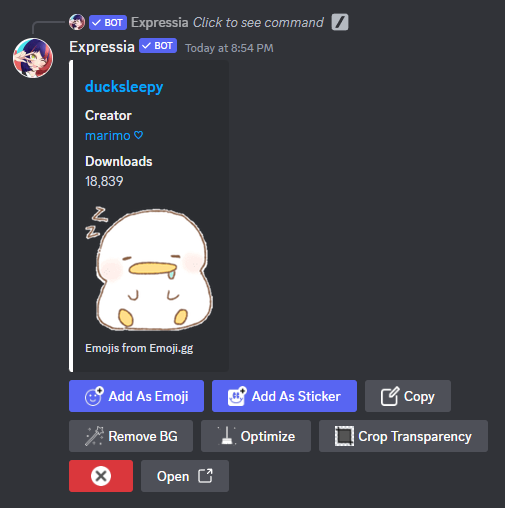 BOT Expressia Click to see command
Expressia BOT Today at 8:54 PM
ducksleepy
Creator
marimo ♡
Downloads
18,839
Z
Z
Emojis from Emoji.gg
Add As Emoji Add As Sticker Copy
Remove BG Optimize Crop Transparency
Open